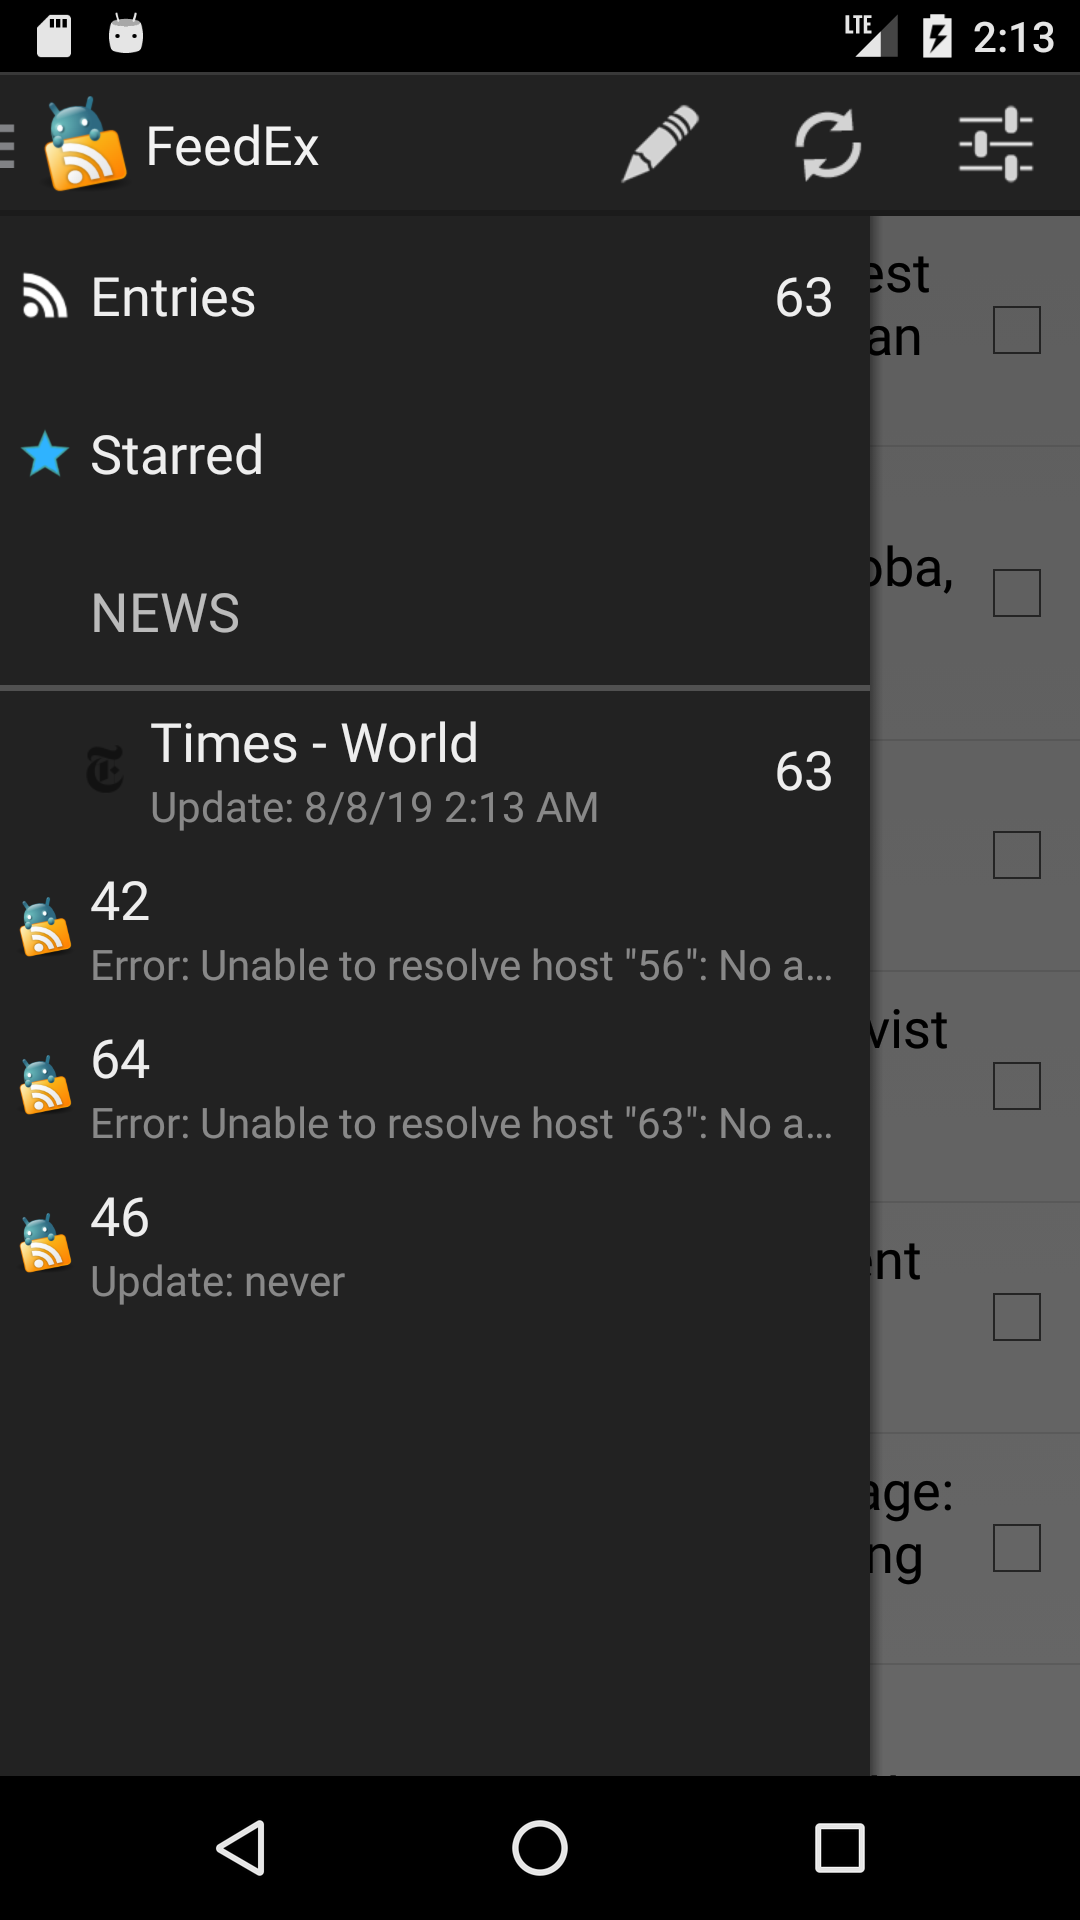 LTE 2:13
FeedEx
Entries 63
Starred
NEWS
Times - World 63
Update: 8/8/19 2:13 AM
42
Error: Unable to resolve host "56": No a...
64
Error: Unable to resolve host "63": No a...
46
Update: never
est
an
oba,
vist
ent
age:
ng